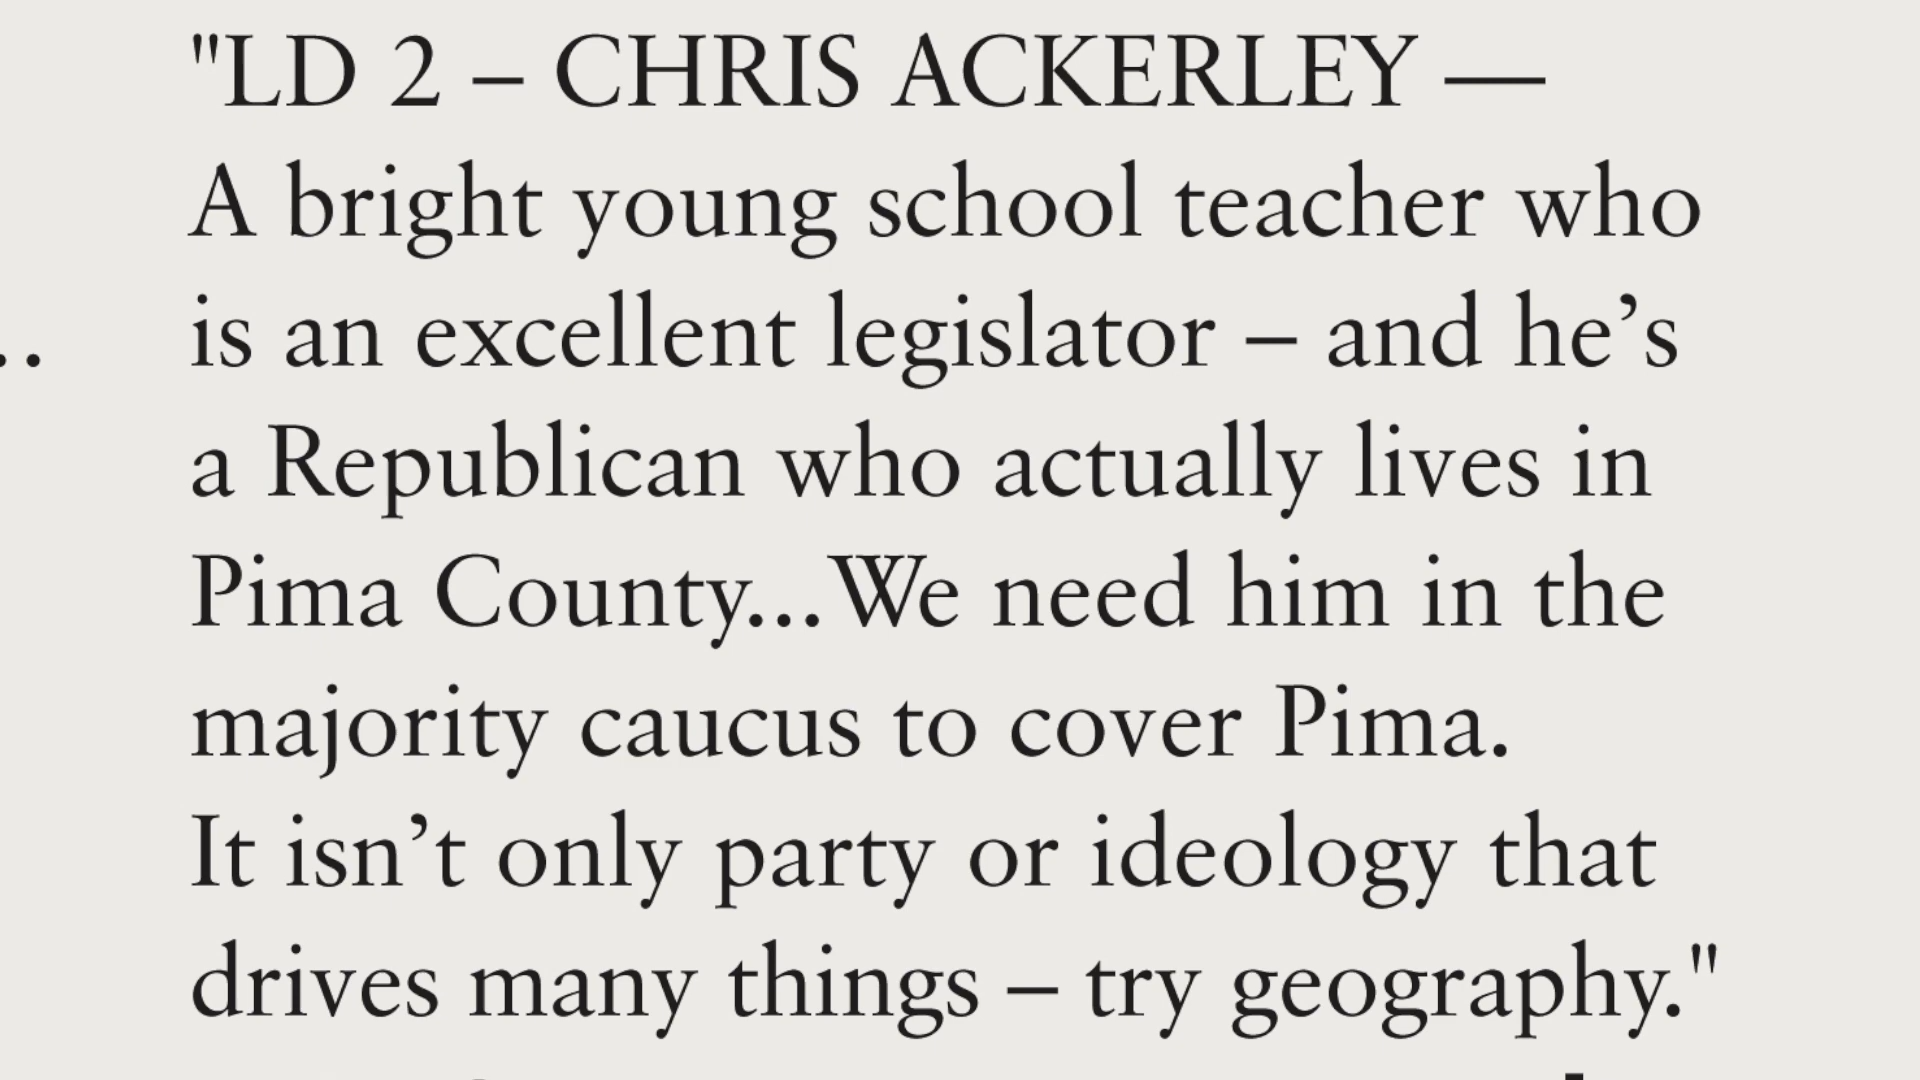 "LD 2 – CHRIS ACKERLEY —
A bright young school teacher who
is an excellent legislator – and he’s
a Republican who actually lives in
Pima County...We need him in the
majority caucus to cover Pima.
It isn’t only party or ideology that
drives many things – try geography."